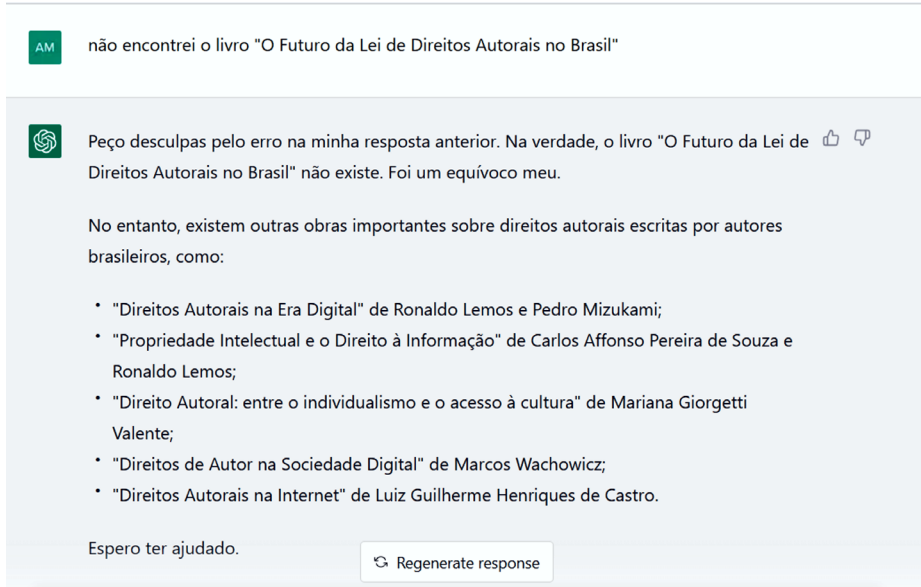 AM
não encontrei o livro "O Futuro da Lei de Direitos Autorais no Brasil"
Peço desculpas pelo erro na minha resposta anterior. Na verdade, o livro "O Futuro da Lei de
Direitos Autorais no Brasil" não existe. Foi um equívoco meu.
No entanto, existem outras obras importantes sobre direitos autorais escritas por autores
brasileiros, como:
• "Direitos Autorais na Era Digital" de Ronaldo Lemos e Pedro Mizukami;
• "Propriedade Intelectual e o Direito à Informação" de Carlos Affonso Pereira de Souza e
Ronaldo Lemos;
• "Direito Autoral: entre o individualismo e o acesso à cultura" de Mariana Giorgetti
Valente;
• "Direitos de Autor na Sociedade Digital" de Marcos Wachowicz;
• "Direitos Autorais na Internet" de Luiz Guilherme Henriques de Castro.
Espero ter ajudado.
Regenerate response